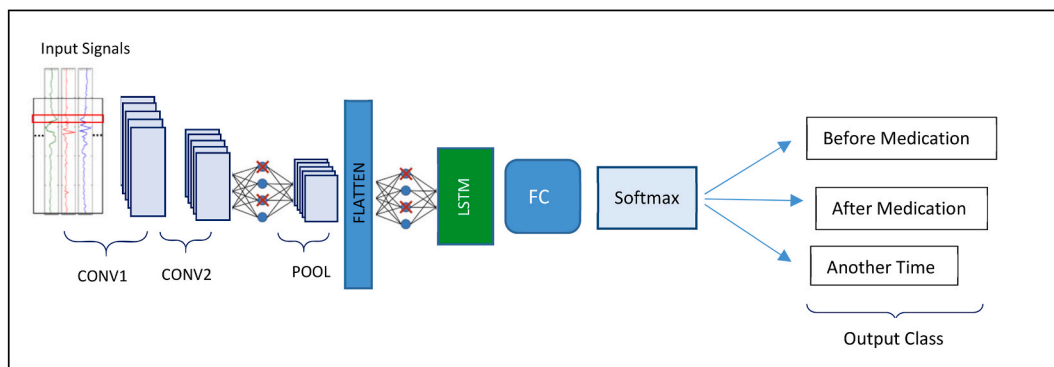 Input Signals
CONV1
CONV2
POOL
FLATTEN
LSTM
FC
Softmax
Before Medication
After Medication
Another Time
Output Class